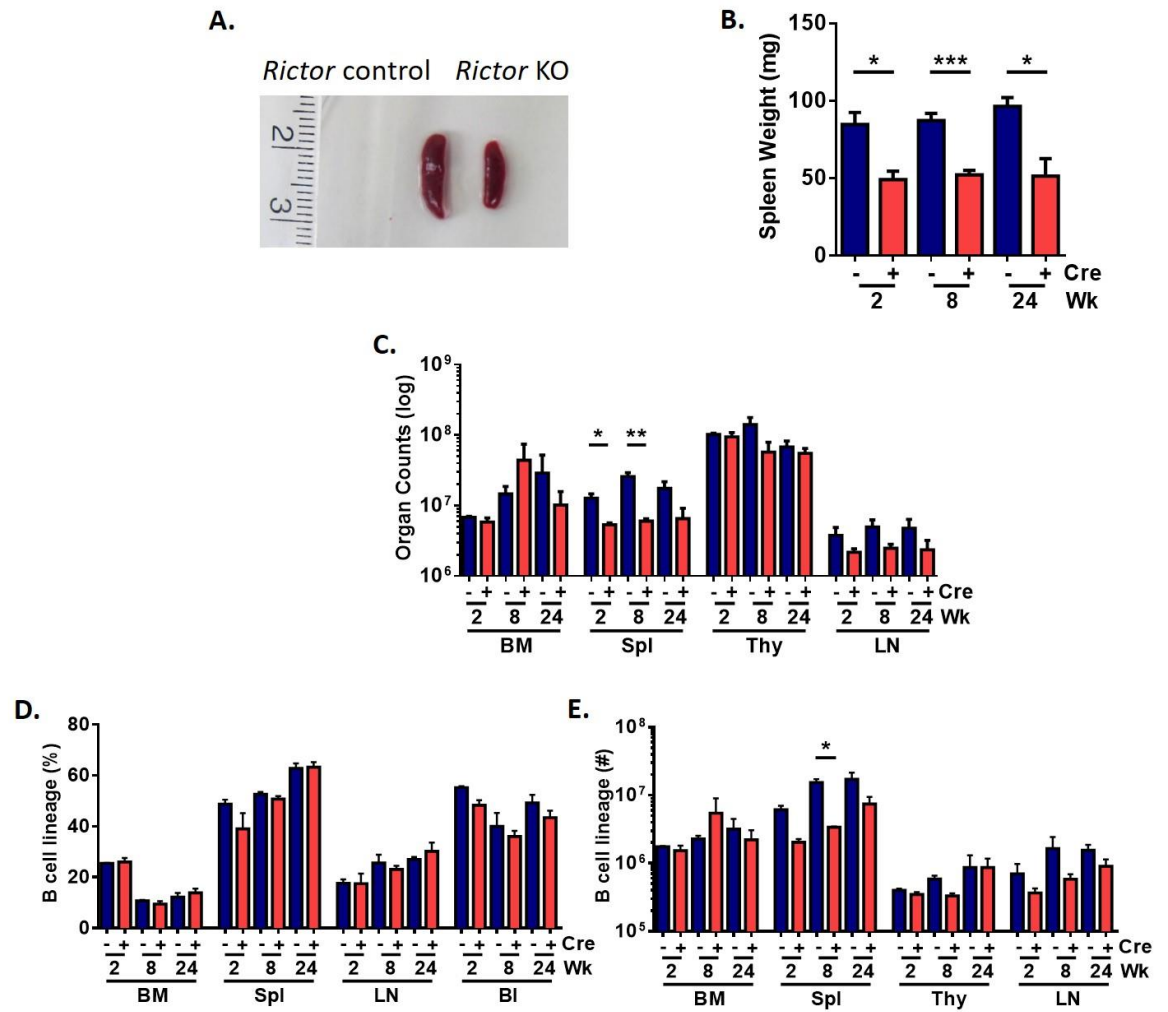 A.
Rictor control Rictor KO
2
3
B.
Spleen Weight (mg)
150
100
50
0
* *** *
- + - + - + Cre
2 8 24 Wk
C.
Organ Counts (log)
10⁹
10⁸
10⁷
10⁶
* **
- + - + - + - + - + - + - + - + - + - + - + - + Cre
2 8 24 2 8 24 2 8 24 2 8 24 Wk
BM Spl Thy LN
D.
B cell lineage (%)
80
60
40
20
0
- + - + - + - + - + - + - + - + - + - + - + - + Cre
2 8 24 2 8 24 2 8 24 2 8 24 Wk
BM Spl LN Bl
E.
B cell lineage (#)
10⁸
10⁷
10⁶
10⁵
*
- + - + - + - + - + - + - + - + - + - + - + - + Cre
2 8 24 2 8 24 2 8 24 2 8 24 Wk
BM Spl Thy LN